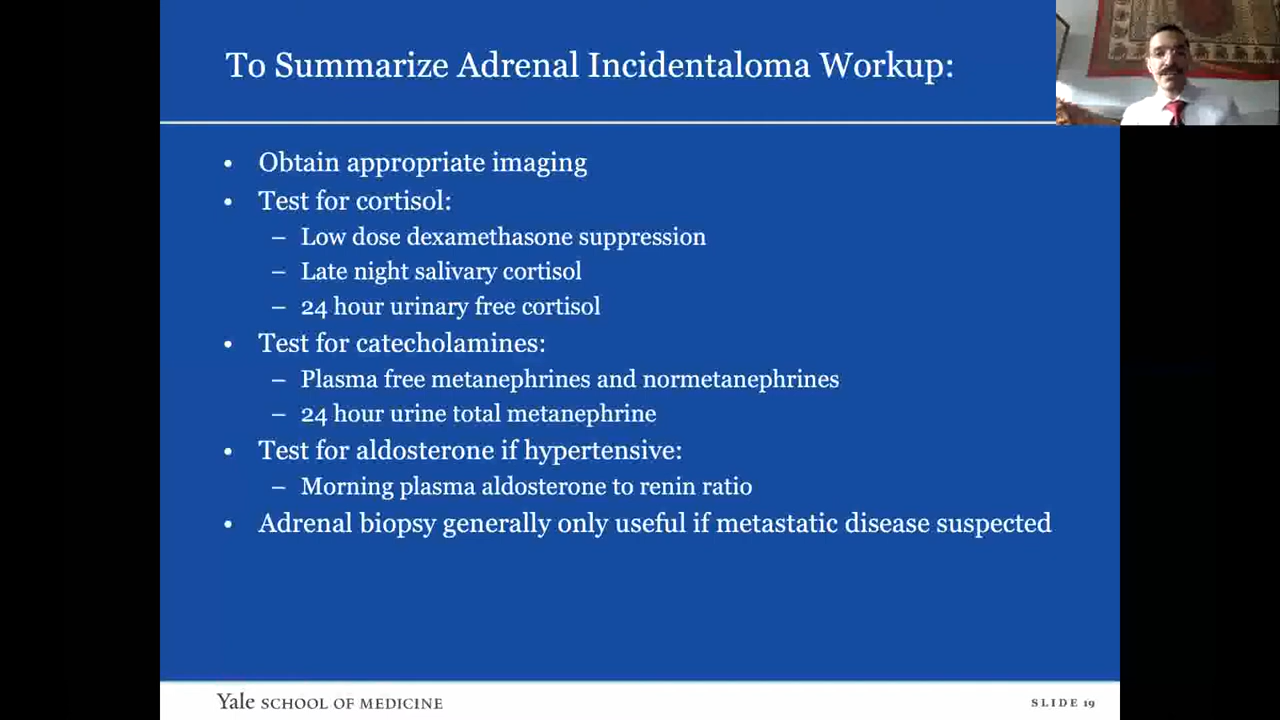 To Summarize Adrenal Incidentaloma Workup:
• Obtain appropriate imaging
• Test for cortisol:
– Low dose dexamethasone suppression
– Late night salivary cortisol
– 24 hour urinary free cortisol
• Test for catecholamines:
– Plasma free metanephrines and normetanephrines
– 24 hour urine total metanephrine
• Test for aldosterone if hypertensive:
– Morning plasma aldosterone to renin ratio
• Adrenal biopsy generally only useful if metastatic disease suspected
Yale SCHOOL OF MEDICINE
SLIDE 19